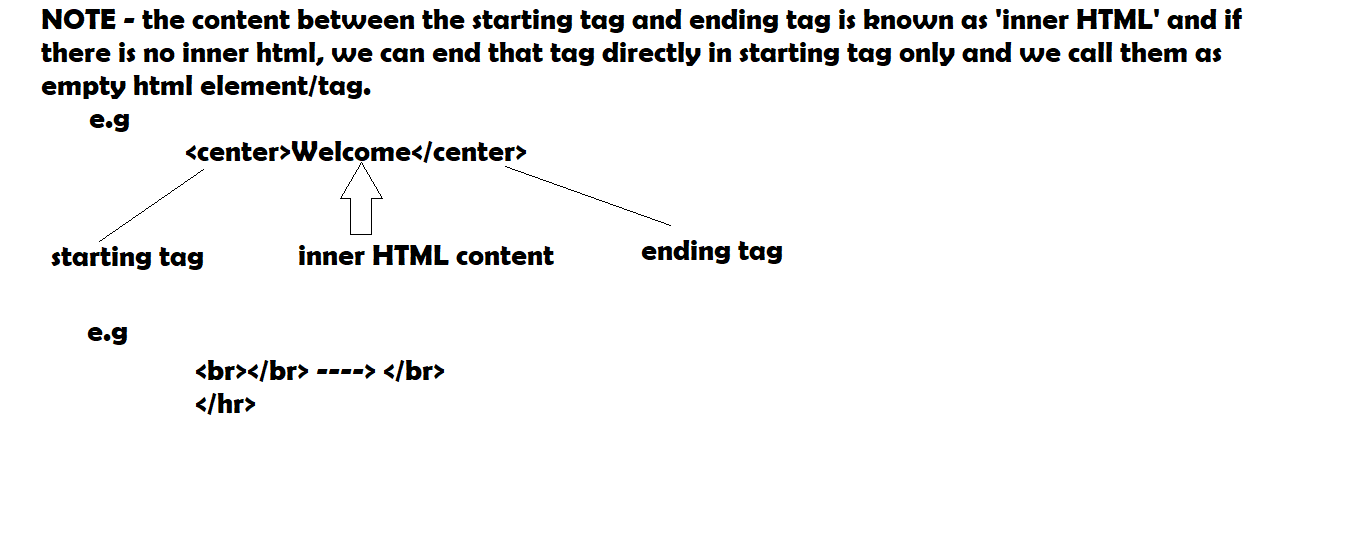 NOTE - the content between the starting tag and ending tag is known as 'inner HTML' and if
there is no inner html, we can end that tag directly in starting tag only and we call them as
empty html element/tag.
e.g
<center>Welcome</center>
starting tag
inner HTML content
ending tag
e.g
<br></br> ----> </br>
</hr>